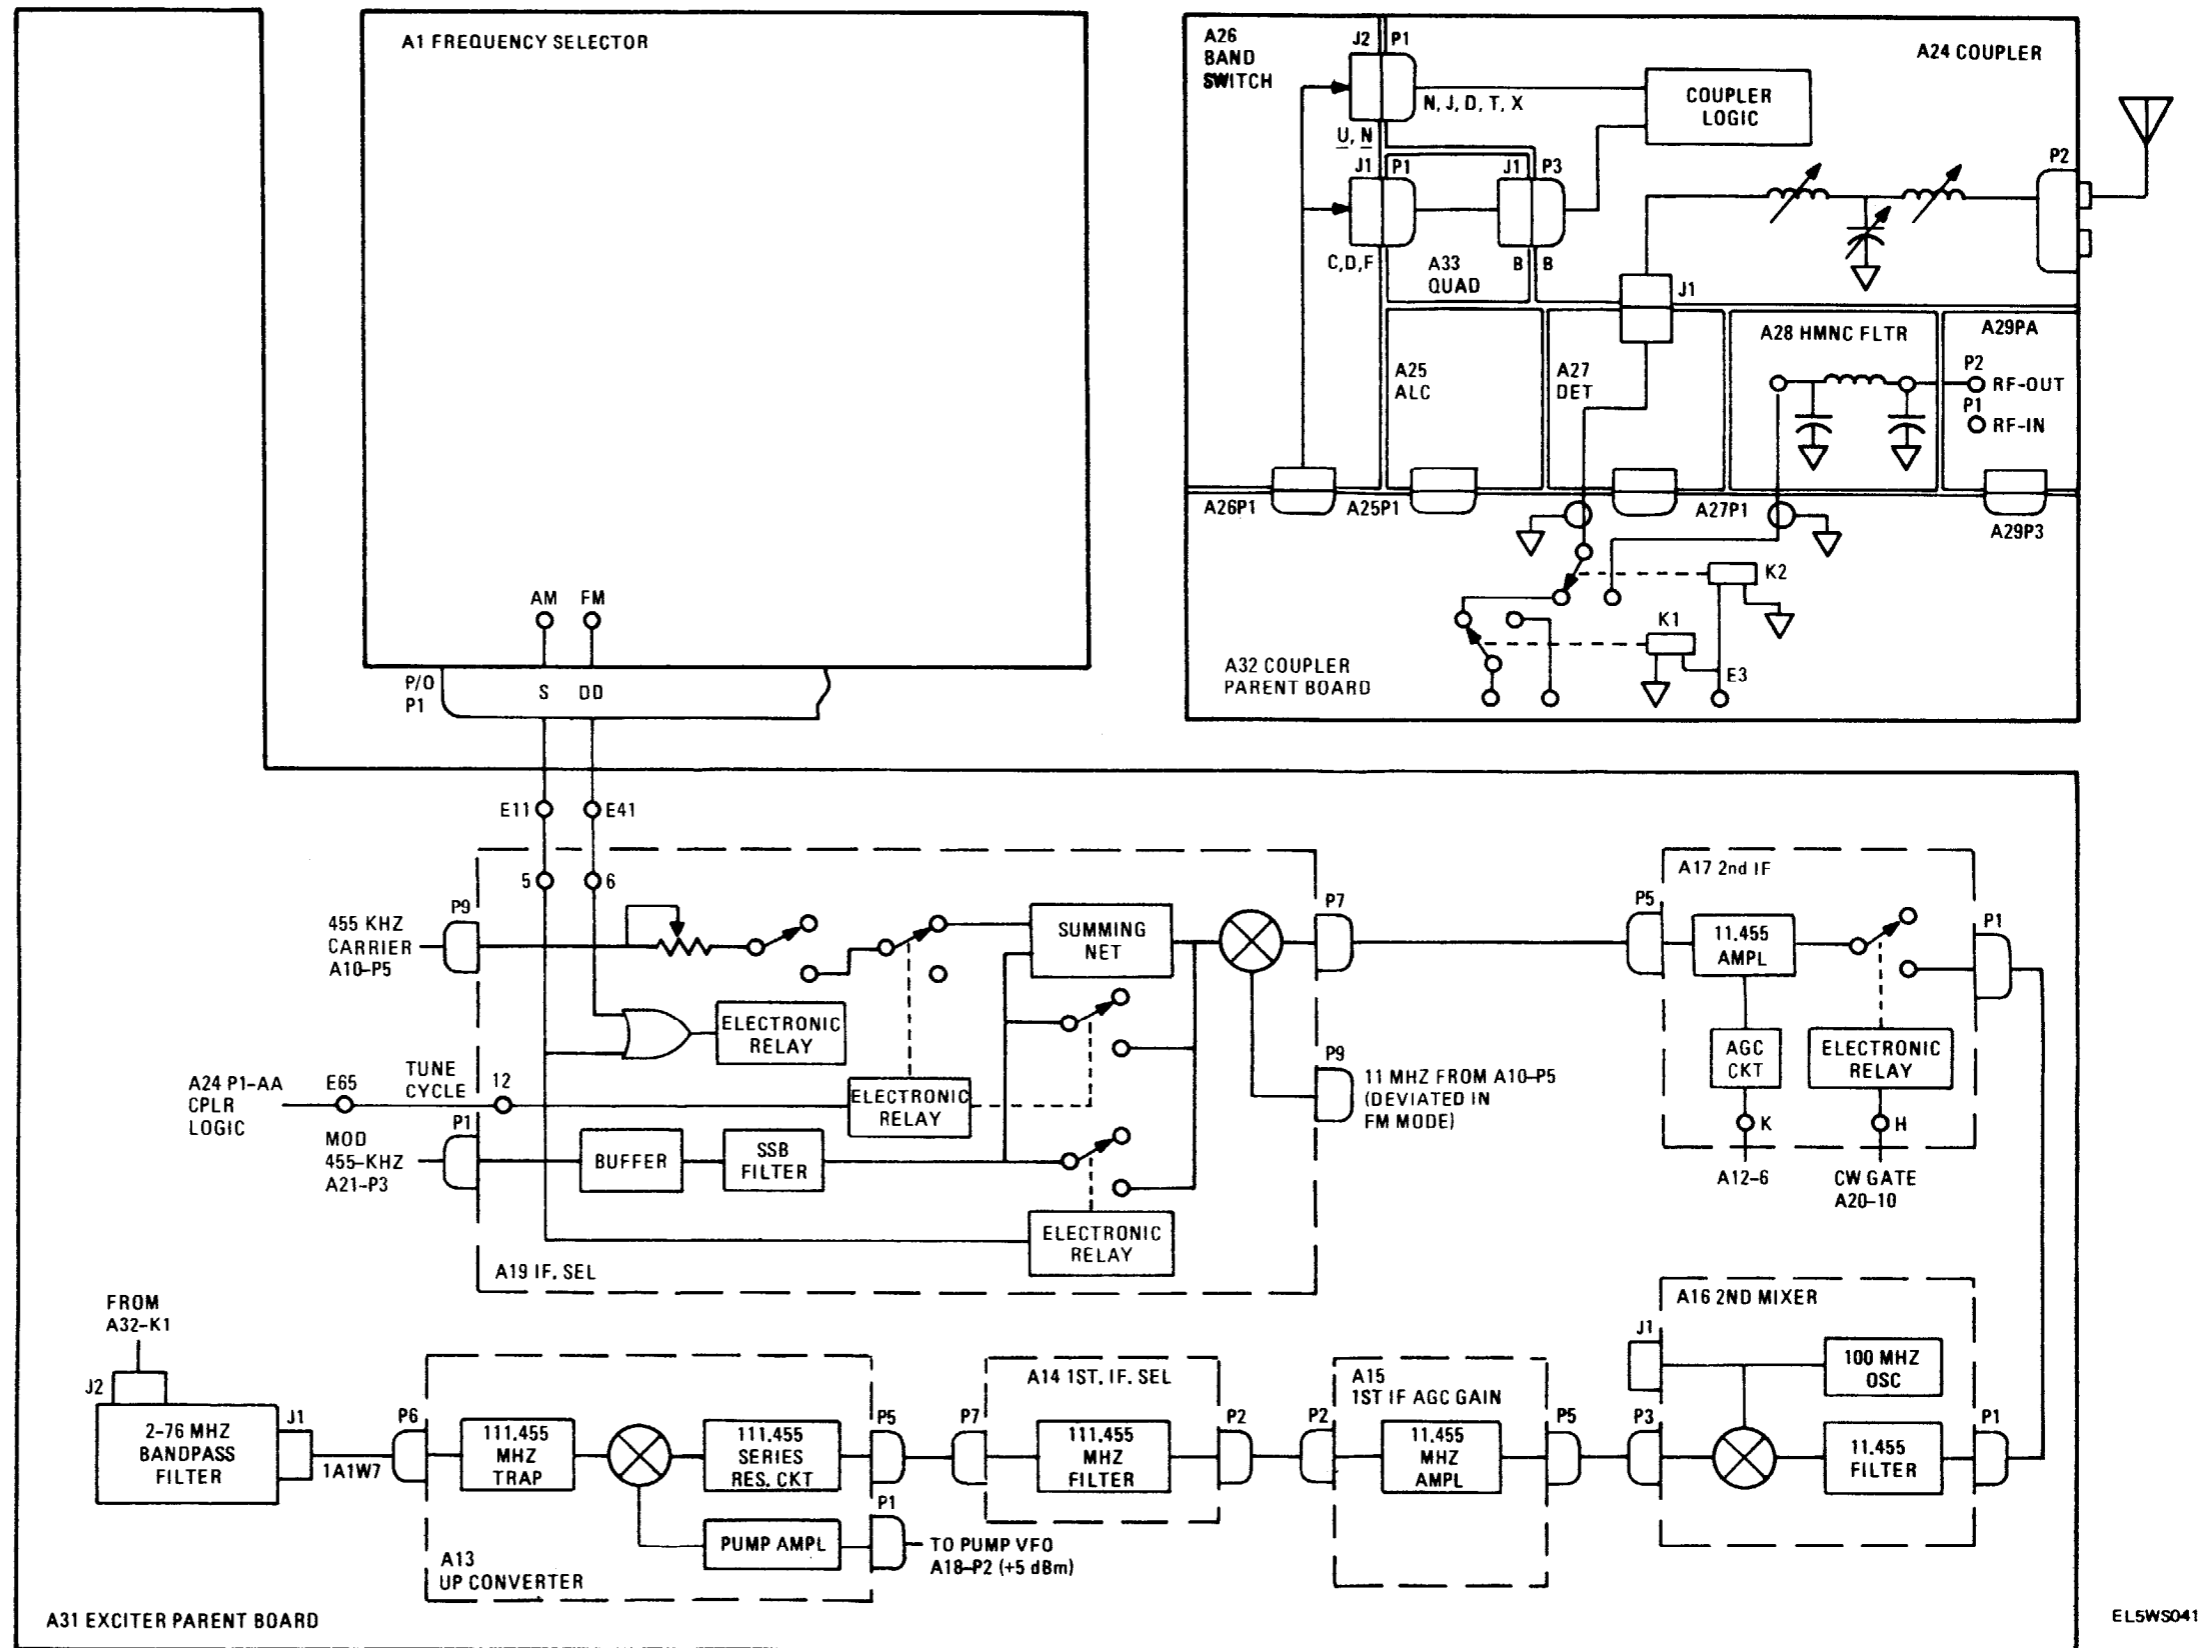 A1 FREQUENCY SELECTOR
AM FM
P/O
P1
S DD
A26
BAND
SWITCH
J2 P1
A24 COUPLER
COUPLER
LOGIC
N, J, D, T, X
U, N
J1 P1
J1 P3
P2
C,D,F
A33
QUAD
B B
J1
A25
ALC
A27
DET
A28 HMNC FLTR
A29PA
P2
RF-OUT
P1
RF-IN
A26P1
A25P1
A27P1
A29P3
K2
K1
E3
A32 COUPLER
PARENT BOARD
E11
E41
5
6
P9
455 KHZ
CARRIER
A10-P5
SUMMING
NET
P7
ELECTRONIC
RELAY
A24 P1-AA
CPLR
LOGIC
E65
TUNE
CYCLE
12
ELECTRONIC
RELAY
P9
11 MHZ FROM A10-P5
(DEVIATED IN
FM MODE)
P1
MOD
455-KHZ
A21-P3
BUFFER
SSB
FILTER
ELECTRONIC
RELAY
A19 IF. SEL
A17 2nd IF
P5
11.455
AMPL
P1
AGC
CKT
ELECTRONIC
RELAY
K
H
A12-6
CW GATE
A20-10
FROM
A32-K1
J2
2-76 MHZ
BANDPASS
FILTER
J1
1A1W7
P6
111.455
MHZ
TRAP
111.455
SERIES
RES. CKT
P5
PUMP AMPL
P1
TO PUMP VFO
A18-P2 (+5 dBm)
A13
UP CONVERTER
P7
A14 1ST. IF. SEL
111.455
MHZ
FILTER
P2
P2
A15
1ST IF AGC GAIN
11.455
MHZ
AMPL
P5
P3
J1
A16 2ND MIXER
100 MHZ
OSC
11.455
FILTER
P1
A31 EXCITER PARENT BOARD
EL5WS041